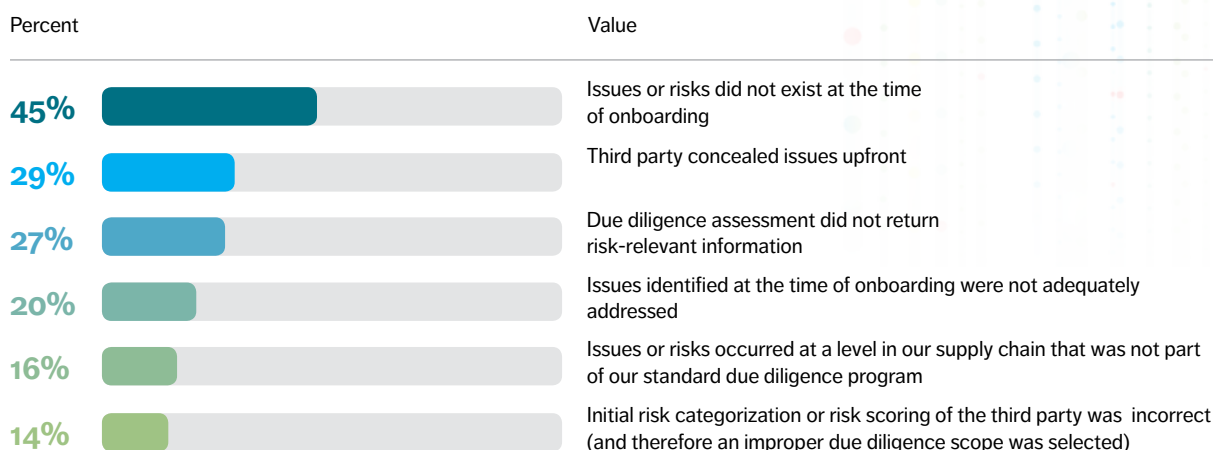 Percent Value
45% Issues or risks did not exist at the time
of onboarding
29% Third party concealed issues upfront
27% Due diligence assessment did not return
risk-relevant information
20% Issues identified at the time of onboarding were not adequately
addressed
16% Issues or risks occurred at a level in our supply chain that was not part
of our standard due diligence program
14% Initial risk categorization or risk scoring of the third party was incorrect
(and therefore an improper due diligence scope was selected)